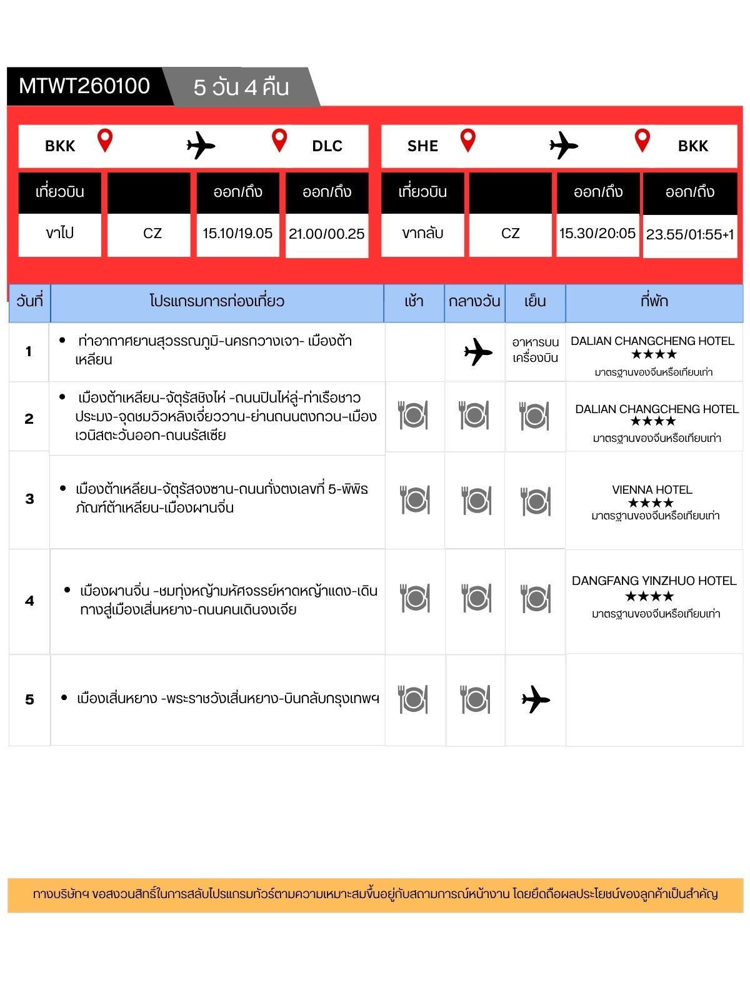 MTWT260100
5 วัน 4 คืน
BKK DLC SHE BKK
เที่ยวบิน ออก/ถึง ออก/ถึง เที่ยวบิน ออก/ถึง ออก/ถึง
ขาไป CZ 15.10/19.05 21.00/00.25 ขากลับ CZ 15.30/20:05 23.55/01:55+1
วันที่ โปรแกรมการท่องเที่ยว เช้า กลางวัน เย็น ที่พัก
1
• ท่าอากาศยานสุวรรณภูมิ-นครกวางเจา- เมืองต้า
เหลียน
อาหารบน
เครื่องบิน
DALIAN CHANGCHENG HOTEL
★★★★
มาตรฐานของจีนหรือเทียบเท่า
2
• เมืองต้าเหลียน-จัตุรัสชิงไห่ -ถนนปินไห่ลู่-ท่าเรือชาว
ประมง-จุดชมวิวหลิงเจี่ยววาน-ย่านถนนตงกวน-เมือง
เวนิสตะวันออก-ถนนรัสเซีย
DALIAN CHANGCHENG HOTEL
★★★★
มาตรฐานของจีนหรือเทียบเท่า
3
• เมืองต้าเหลียน-จัตุรัสจงซาน-ถนนกั่งตงเลขที่ 5-พิพิธ
ภัณฑ์ต้าเหลียน-เมืองผานจิ่น
VIENNA HOTEL
★★★★
มาตรฐานของจีนหรือเทียบเท่า
4
• เมืองผานจิ่น -ชมทุ่งหญ้ามหัศจรรย์หาดหญ้าแดง-เดิน
ทางสู่เมืองเสิ่นหยาง-ถนนคนเดินจงเจีย
DANGFANG YINZHUO HOTEL
★★★★
มาตรฐานของจีนหรือเทียบเท่า
5
• เมืองเสิ่นหยาง -พระราชวังเสิ่นหยาง-บินกลับกรุงเทพฯ
ทางบริษัทฯ ขอสงวนสิทธิ์ในการสลับโปรแกรมทัวร์ตามความเหมาะสมขึ้นอยู่กับสถามการณ์หน้างาน โดยยึดถือผลประโยชน์ของลูกค้าเป็นสำคัญ